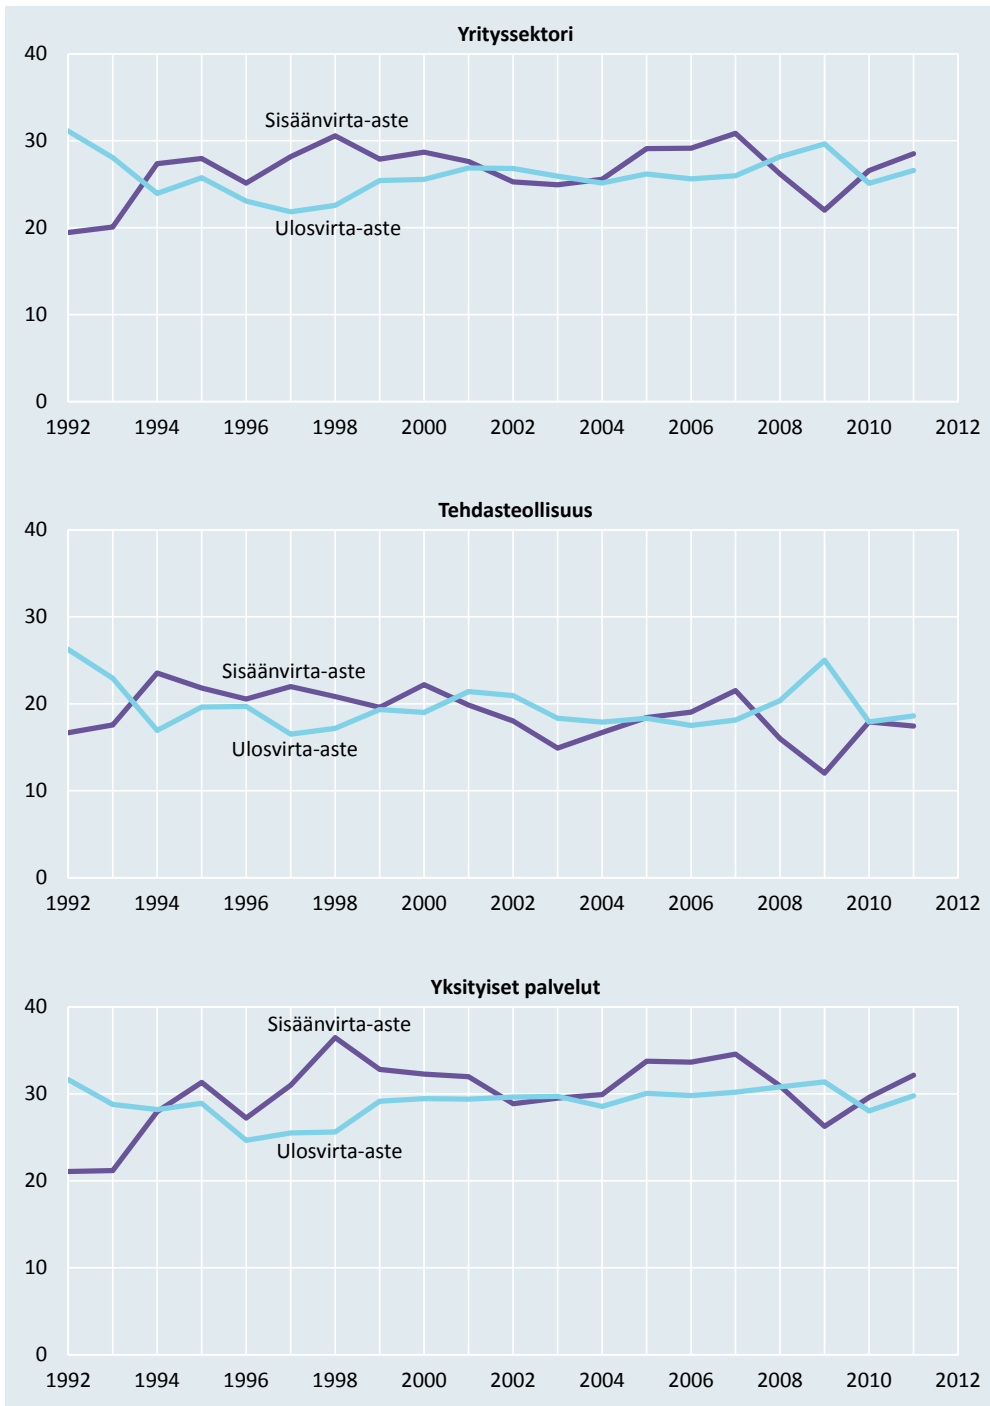 Yrityssektori
40
30
20
10
0
Sisäänvirta-aste
Ulosvirta-aste
1992 1994 1996 1998 2000 2002 2004 2006 2008 2010 2012
Tehdasteollisuus
40
30
20
10
0
Sisäänvirta-aste
Ulosvirta-aste
1992 1994 1996 1998 2000 2002 2004 2006 2008 2010 2012
Yksityiset palvelut
40
30
20
10
0
Sisäänvirta-aste
Ulosvirta-aste
1992 1994 1996 1998 2000 2002 2004 2006 2008 2010 2012